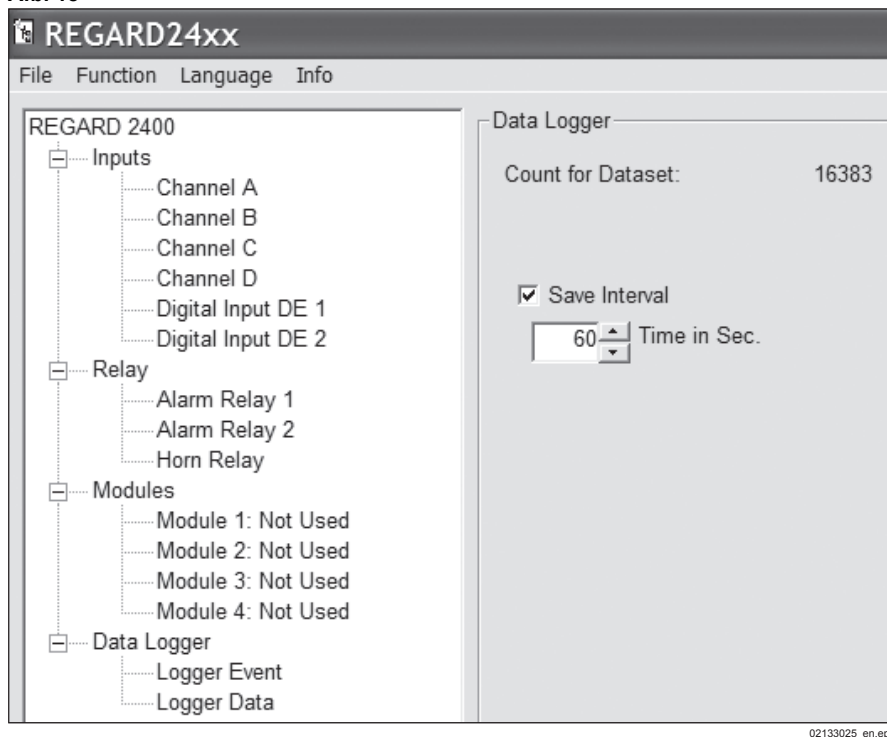 REGARD24xx
File Function Language Info
REGARD 2400
Inputs
Channel A
Channel B
Channel C
Channel D
Digital Input DE 1
Digital Input DE 2
Relay
Alarm Relay 1
Alarm Relay 2
Horn Relay
Modules
Module 1: Not Used
Module 2: Not Used
Module 3: Not Used
Module 4: Not Used
Data Logger
Logger Event
Logger Data
Data Logger
Count for Dataset: 16383
Save Interval
60 Time in Sec.
02133025_en.ep